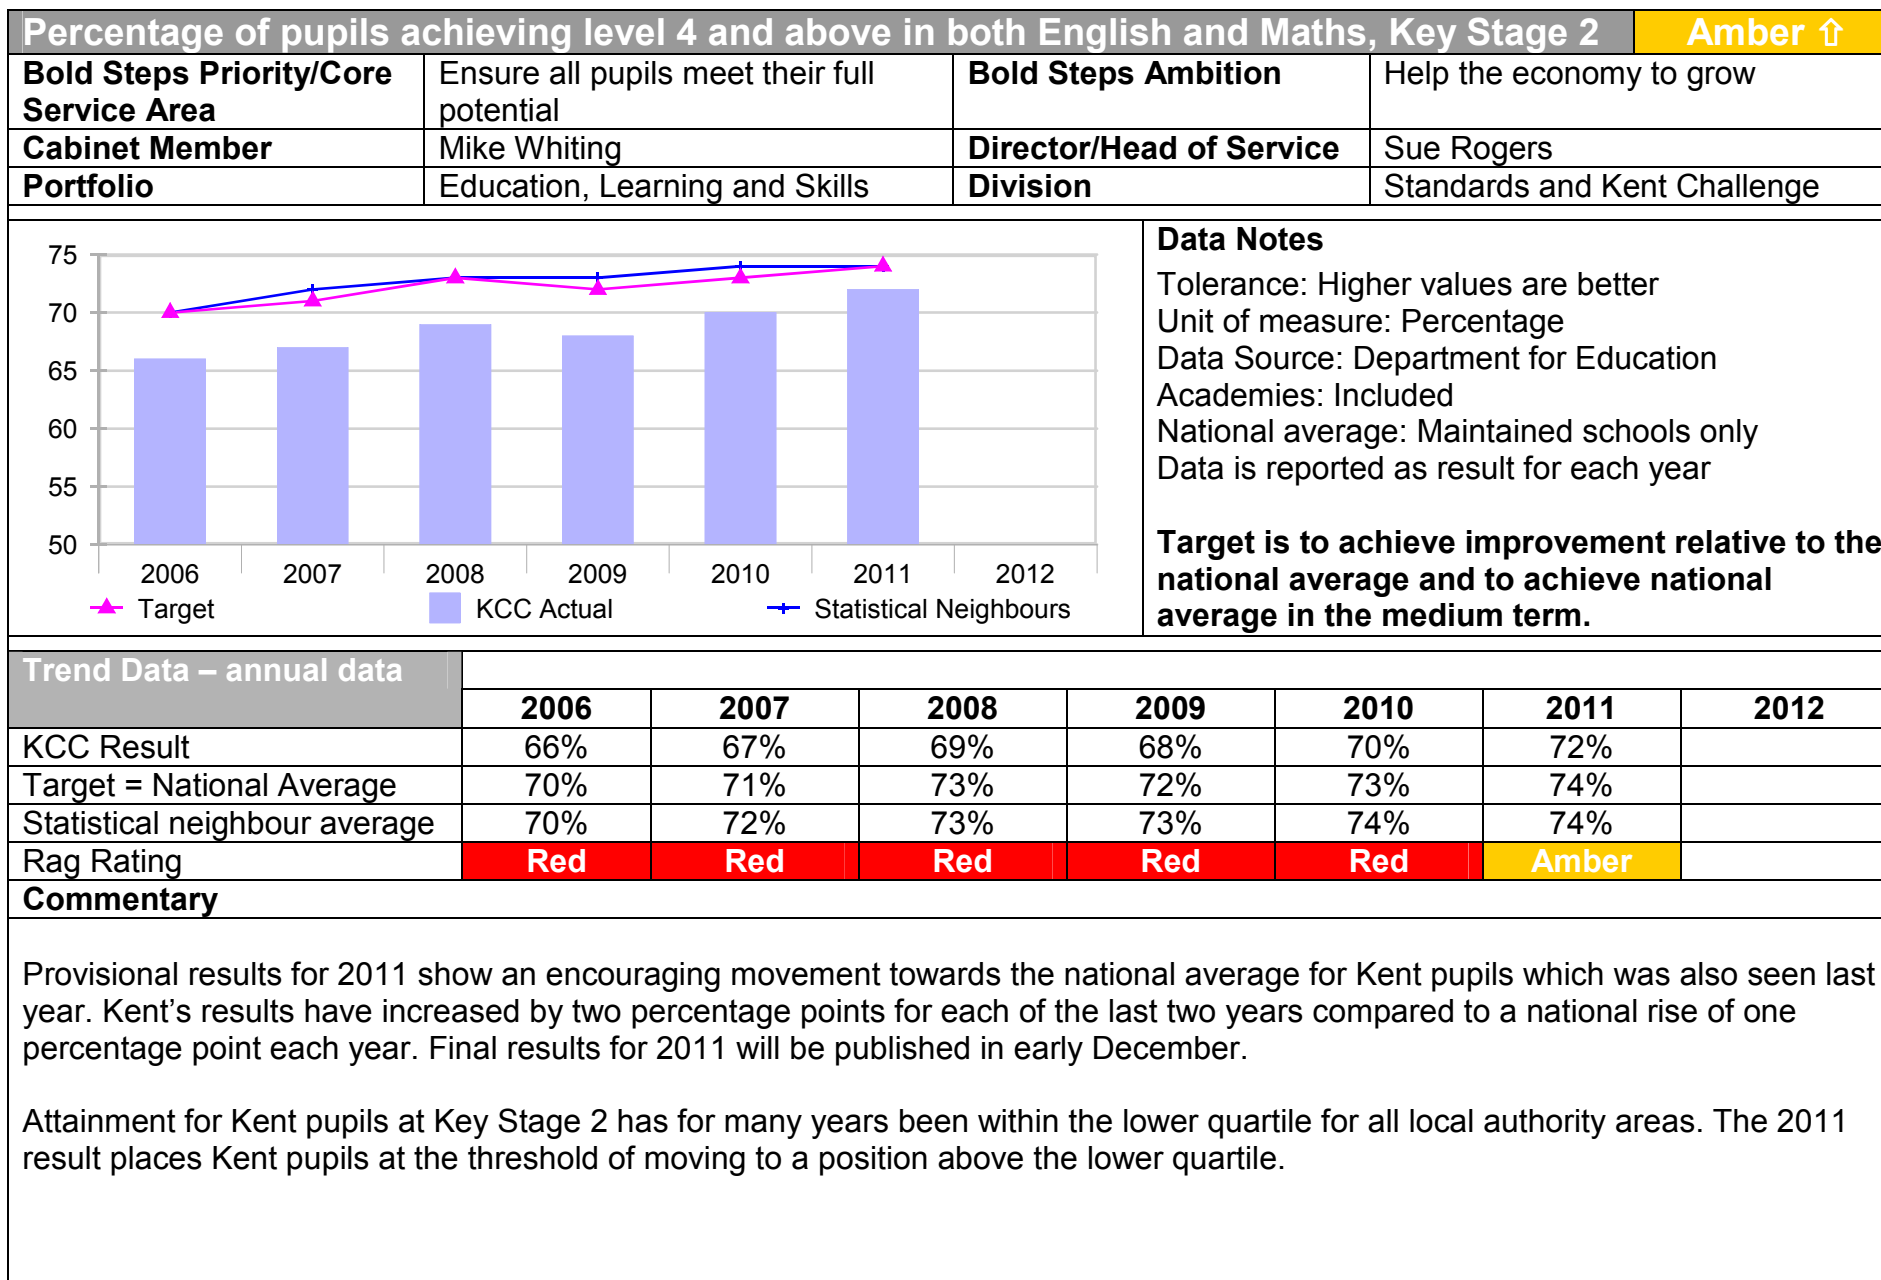 Percentage of pupils achieving level 4 and above in both English and Maths, Key Stage 2 Amber ⇧
Bold Steps Priority/Core Service Area Ensure all pupils meet their full potential Bold Steps Ambition Help the economy to grow
Cabinet Member Mike Whiting Director/Head of Service Sue Rogers
Portfolio Education, Learning and Skills Division Standards and Kent Challenge
75
70
65
60
55
50
2006 2007 2008 2009 2010 2011 2012
Target KCC Actual Statistical Neighbours
Data Notes
Tolerance: Higher values are better
Unit of measure: Percentage
Data Source: Department for Education
Academies: Included
National average: Maintained schools only
Data is reported as result for each year
Target is to achieve improvement relative to the
national average and to achieve national
average in the medium term.
Trend Data – annual data
2006 2007 2008 2009 2010 2011 2012
KCC Result 66% 67% 69% 68% 70% 72%
Target = National Average 70% 71% 73% 72% 73% 74%
Statistical neighbour average 70% 72% 73% 73% 74% 74%
Rag Rating Red Red Red Red Red Amber
Commentary
Provisional results for 2011 show an encouraging movement towards the national average for Kent pupils which was also seen last
year. Kent’s results have increased by two percentage points for each of the last two years compared to a national rise of one
percentage point each year. Final results for 2011 will be published in early December.
Attainment for Kent pupils at Key Stage 2 has for many years been within the lower quartile for all local authority areas. The 2011
result places Kent pupils at the threshold of moving to a position above the lower quartile.